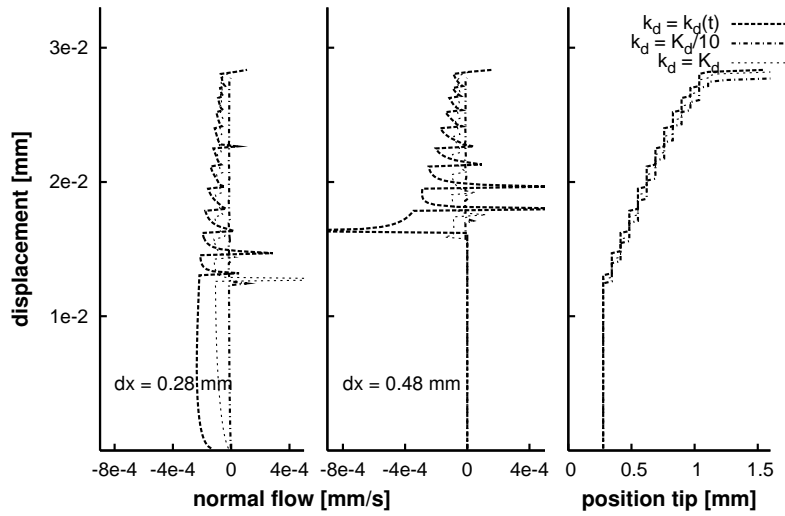 k_d = k_d(t)
k_d = K_d/10
k_d = K_d
3e-2
2e-2
1e-2
displacement [mm]
dx = 0.28 mm
dx = 0.48 mm
-8e-4 -4e-4 0 4e-4
-8e-4 -4e-4 0 4e-4
0 0.5 1 1.5
normal flow [mm/s]
position tip [mm]